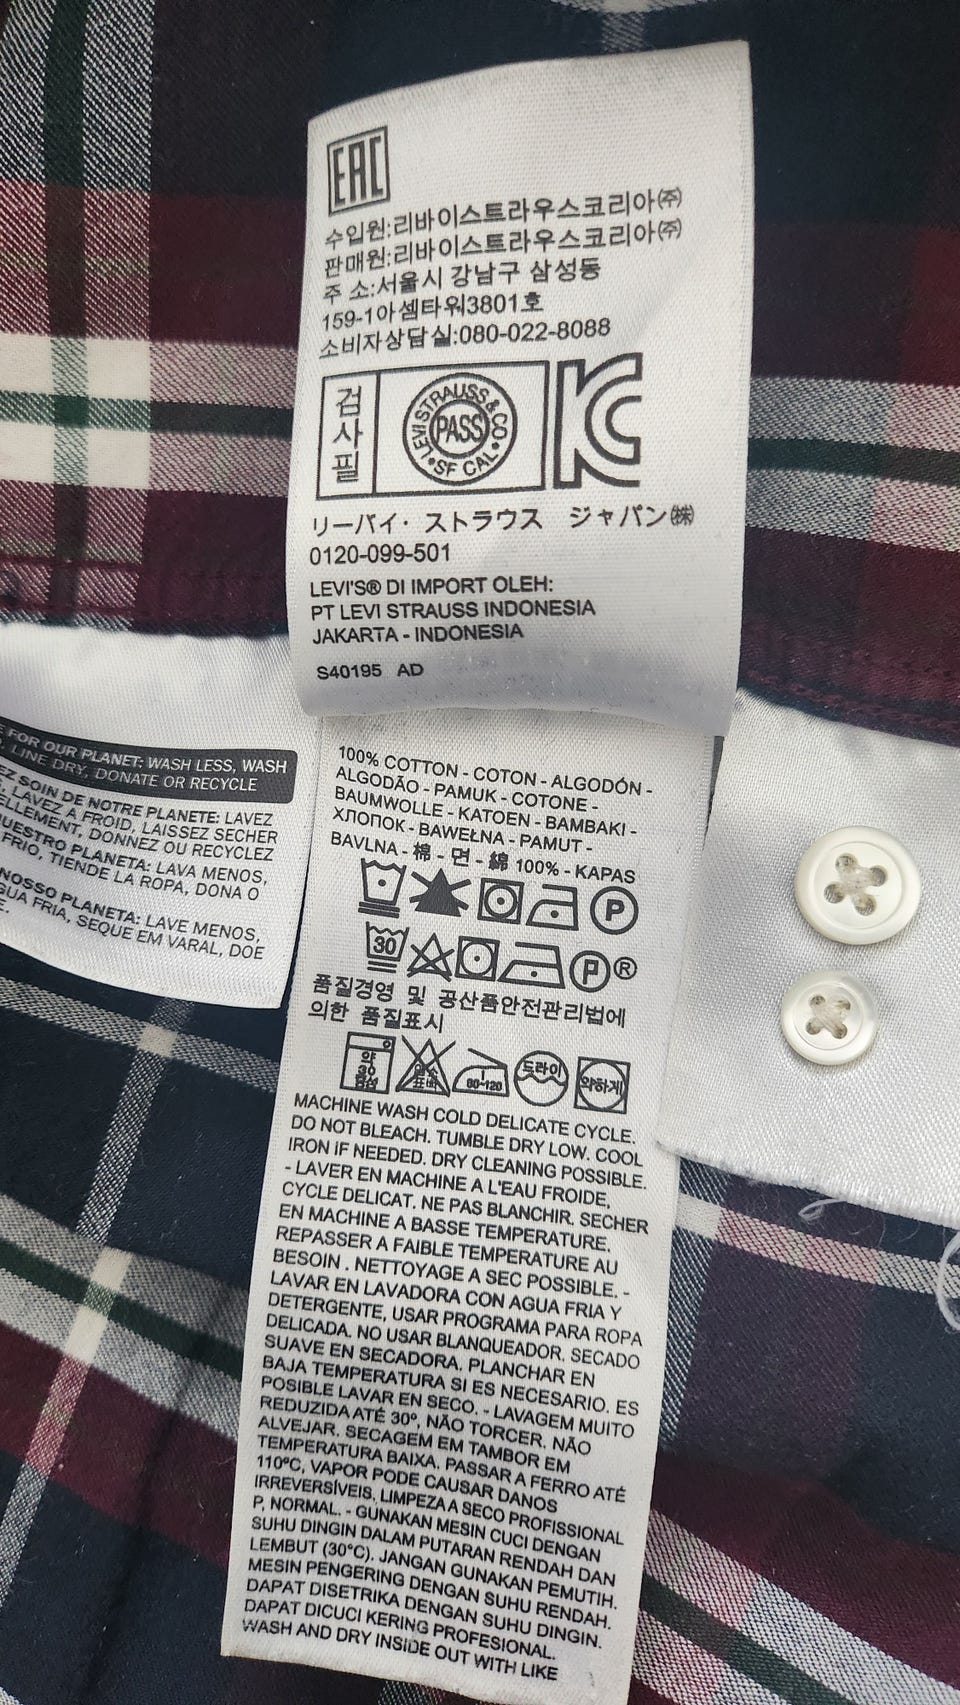 EAC
수입원:리바이스트라우스코리아㈜
판매원:리바이스트라우스코리아㈜
주 소:서울시 강남구 삼성동
159-1아셈타워3801호
소비자상담실:080-022-8088
검사필
LEVI STRAUSS & CO.
PASS
SF CAL
KC
リーバイ・ストラウス ジャパン㈱
0120-099-501
LEVI'S® DI IMPORT OLEH:
PT LEVI STRAUSS INDONESIA
JAKARTA - INDONESIA
S40195 AD
FOR OUR PLANET: WASH LESS, WASH
LINE DRY, DONATE OR RECYCLE
SOIN DE NOTRE PLANETE: LAVEZ
LAVEZ A FROID, LAISSEZ SECHER
DONNEZ OU RECYCLEZ
PLANETA: LAVA MENOS,
FRIO, TIENDE LA ROPA, DONA O
PLANETA: LAVE MENOS,
FRIA, SEQUE EM VARAL, DOE
100% COTTON - COTON - ALGODÓN -
ALGODÃO - PAMUK - COTONE -
BAUMWOLLE - KATOEN - BAMBAKI -
ХЛОПОК - BAWEŁNA - PAMUT -
BAVLNA - 棉 - 면 - 綿 100% - KAPAS
P
30 P ®
품질경영 및 공산품안전관리법에
의한 품질표시
약 30 중성 표백 80~120 드라이 약하게
MACHINE WASH COLD DELICATE CYCLE.
DO NOT BLEACH. TUMBLE DRY LOW. COOL
IRON IF NEEDED. DRY CLEANING POSSIBLE.
- LAVER EN MACHINE A L'EAU FROIDE,
CYCLE DELICAT. NE PAS BLANCHIR. SECHER
EN MACHINE A BASSE TEMPERATURE.
REPASSER A FAIBLE TEMPERATURE AU
BESOIN . NETTOYAGE A SEC POSSIBLE. -
LAVAR EN LAVADORA CON AGUA FRIA Y
DETERGENTE, USAR PROGRAMA PARA ROPA
DELICADA. NO USAR BLANQUEADOR. SECADO
SUAVE EN SECADORA. PLANCHAR EN
BAJA TEMPERATURA SI ES NECESARIO. ES
POSIBLE LAVAR EN SECO. - LAVAGEM MUITO
REDUZIDA ATÉ 30º, NÃO TORCER. NÃO
ALVEJAR. SECAGEM EM TAMBOR EM
TEMPERATURA BAIXA. PASSAR A FERRO ATÉ
110ºC, VAPOR PODE CAUSAR DANOS
IRREVERSÍVEIS. LIMPEZA A SECO PROFISSIONAL
P, NORMAL. - GUNAKAN MESIN CUCI DENGAN
SUHU DINGIN DALAM PUTARAN RENDAH DAN
LEMBUT (30°C). JANGAN GUNAKAN PEMUTIH.
MESIN PENGERING DENGAN SUHU RENDAH.
DAPAT DISETRIKA DENGAN SUHU DINGIN.
DAPAT DICUCI KERING PROFESIONAL.
WASH AND DRY INSIDE OUT WITH LIKE